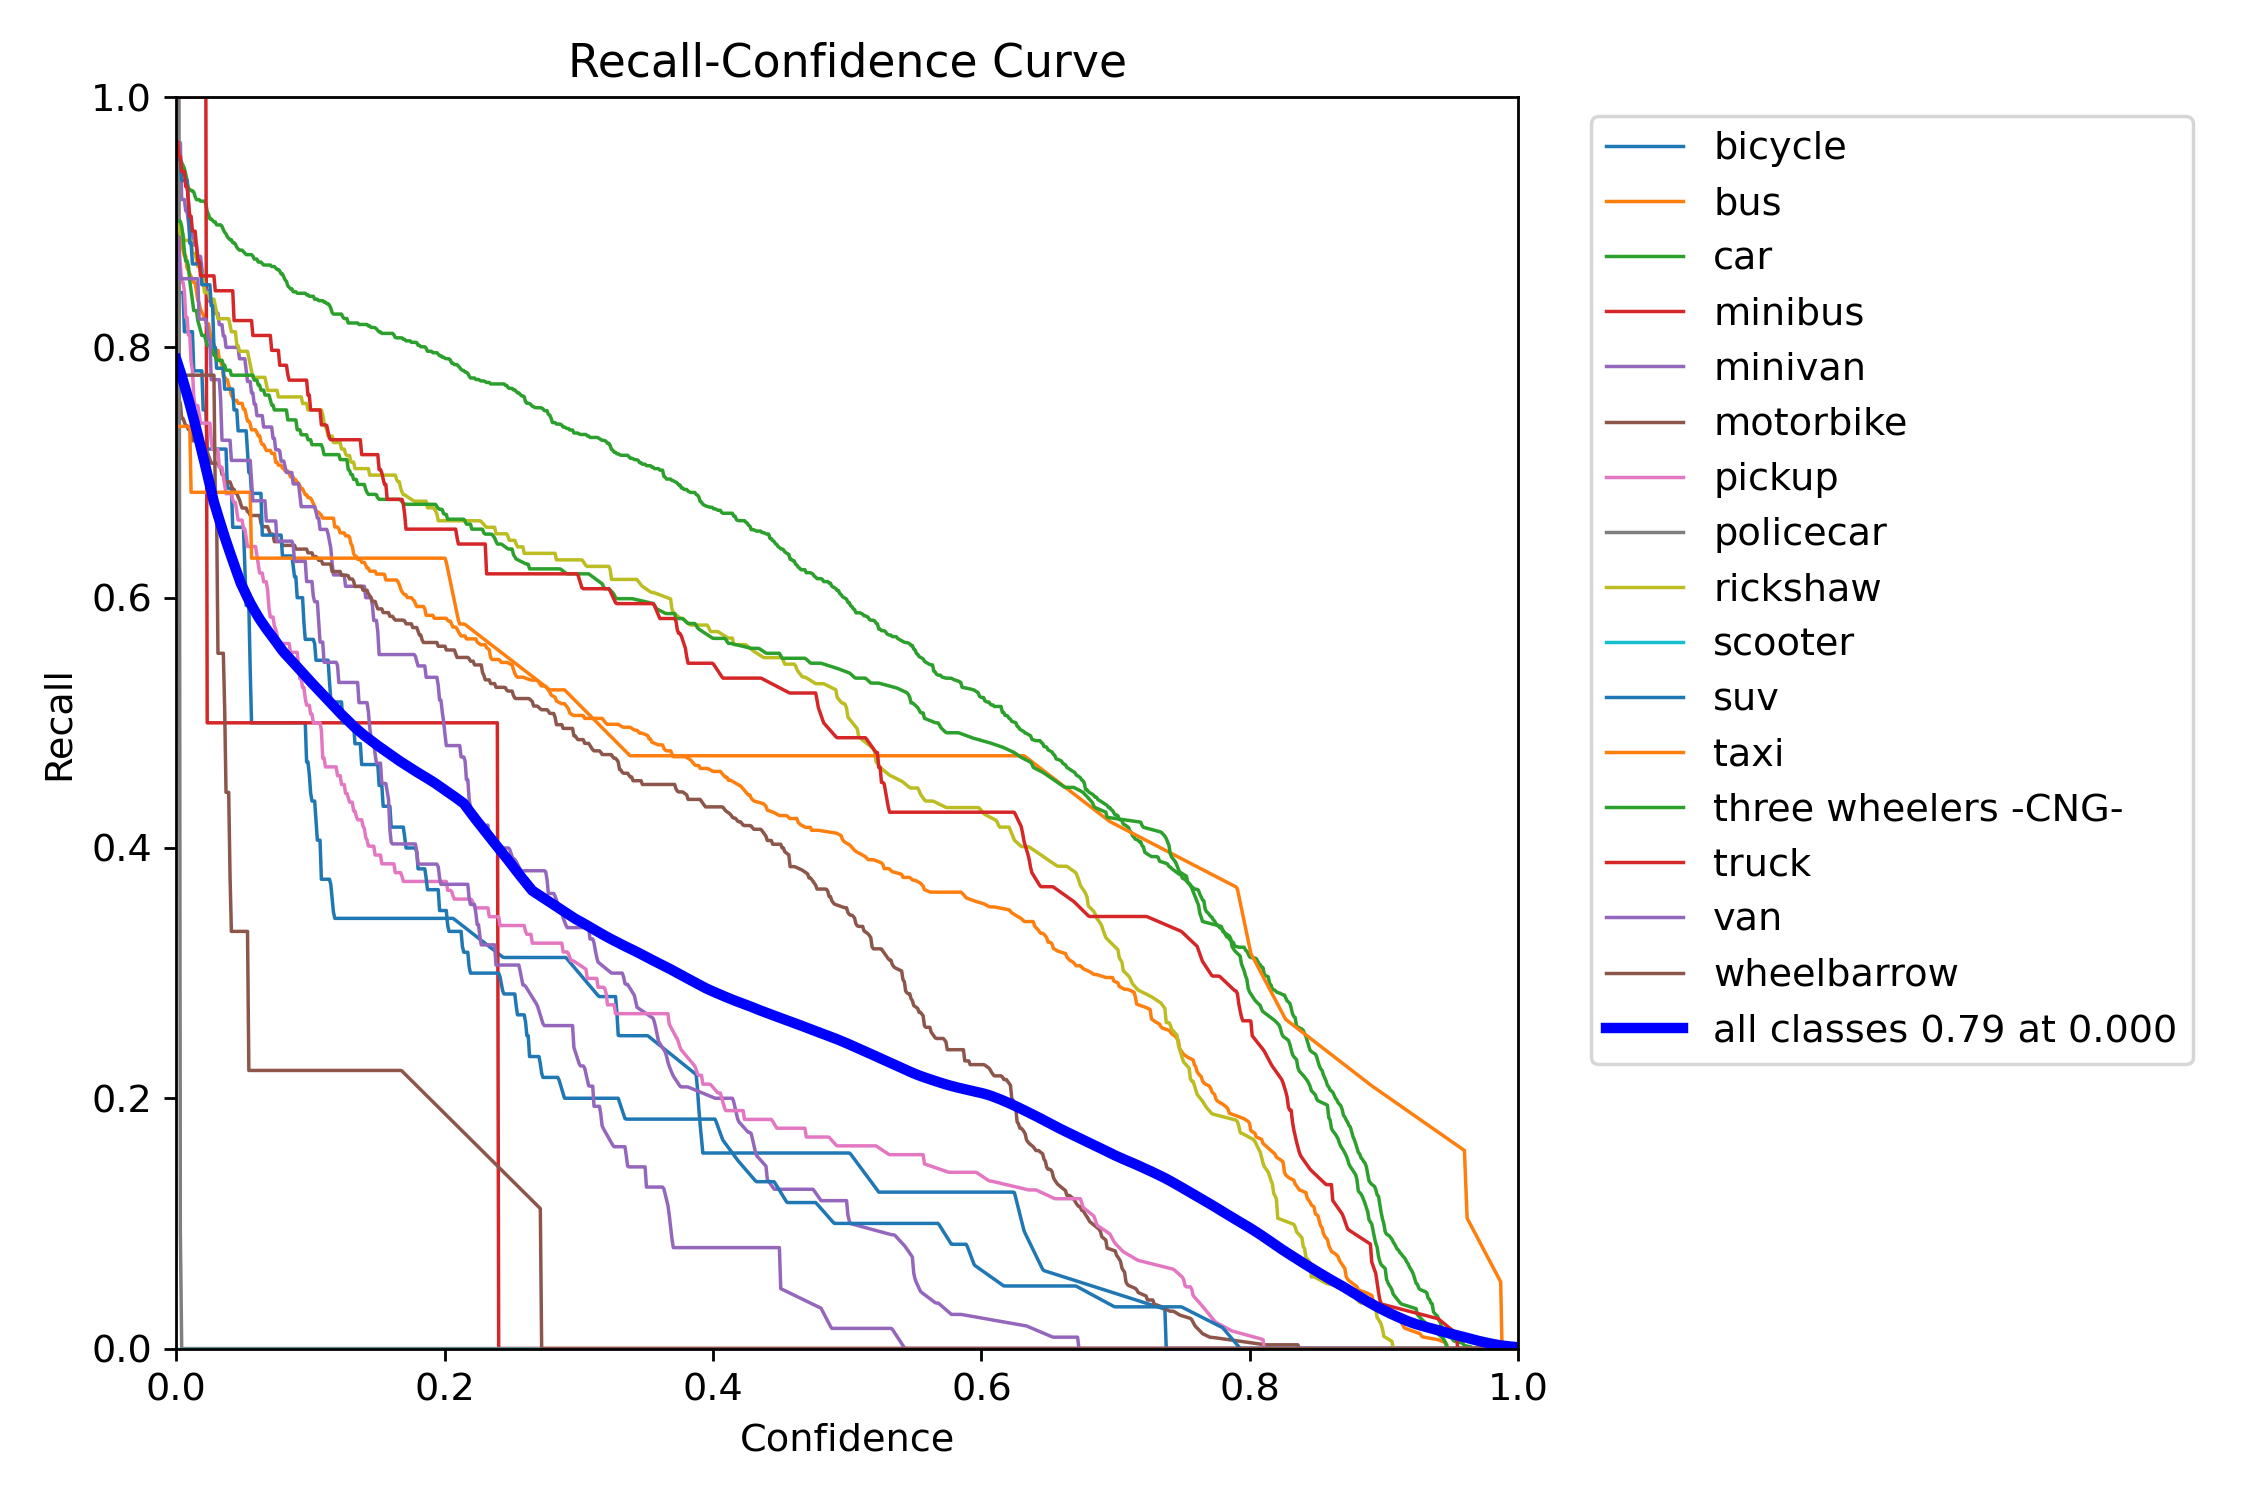 Recall-Confidence Curve
1.0
0.8
0.6
0.4
0.2
0.0
Recall
0.0 0.2 0.4 0.6 0.8 1.0
Confidence
bicycle
bus
car
minibus
minivan
motorbike
pickup
policecar
rickshaw
scooter
suv
taxi
three wheelers -CNG-
truck
van
wheelbarrow
all classes 0.79 at 0.000